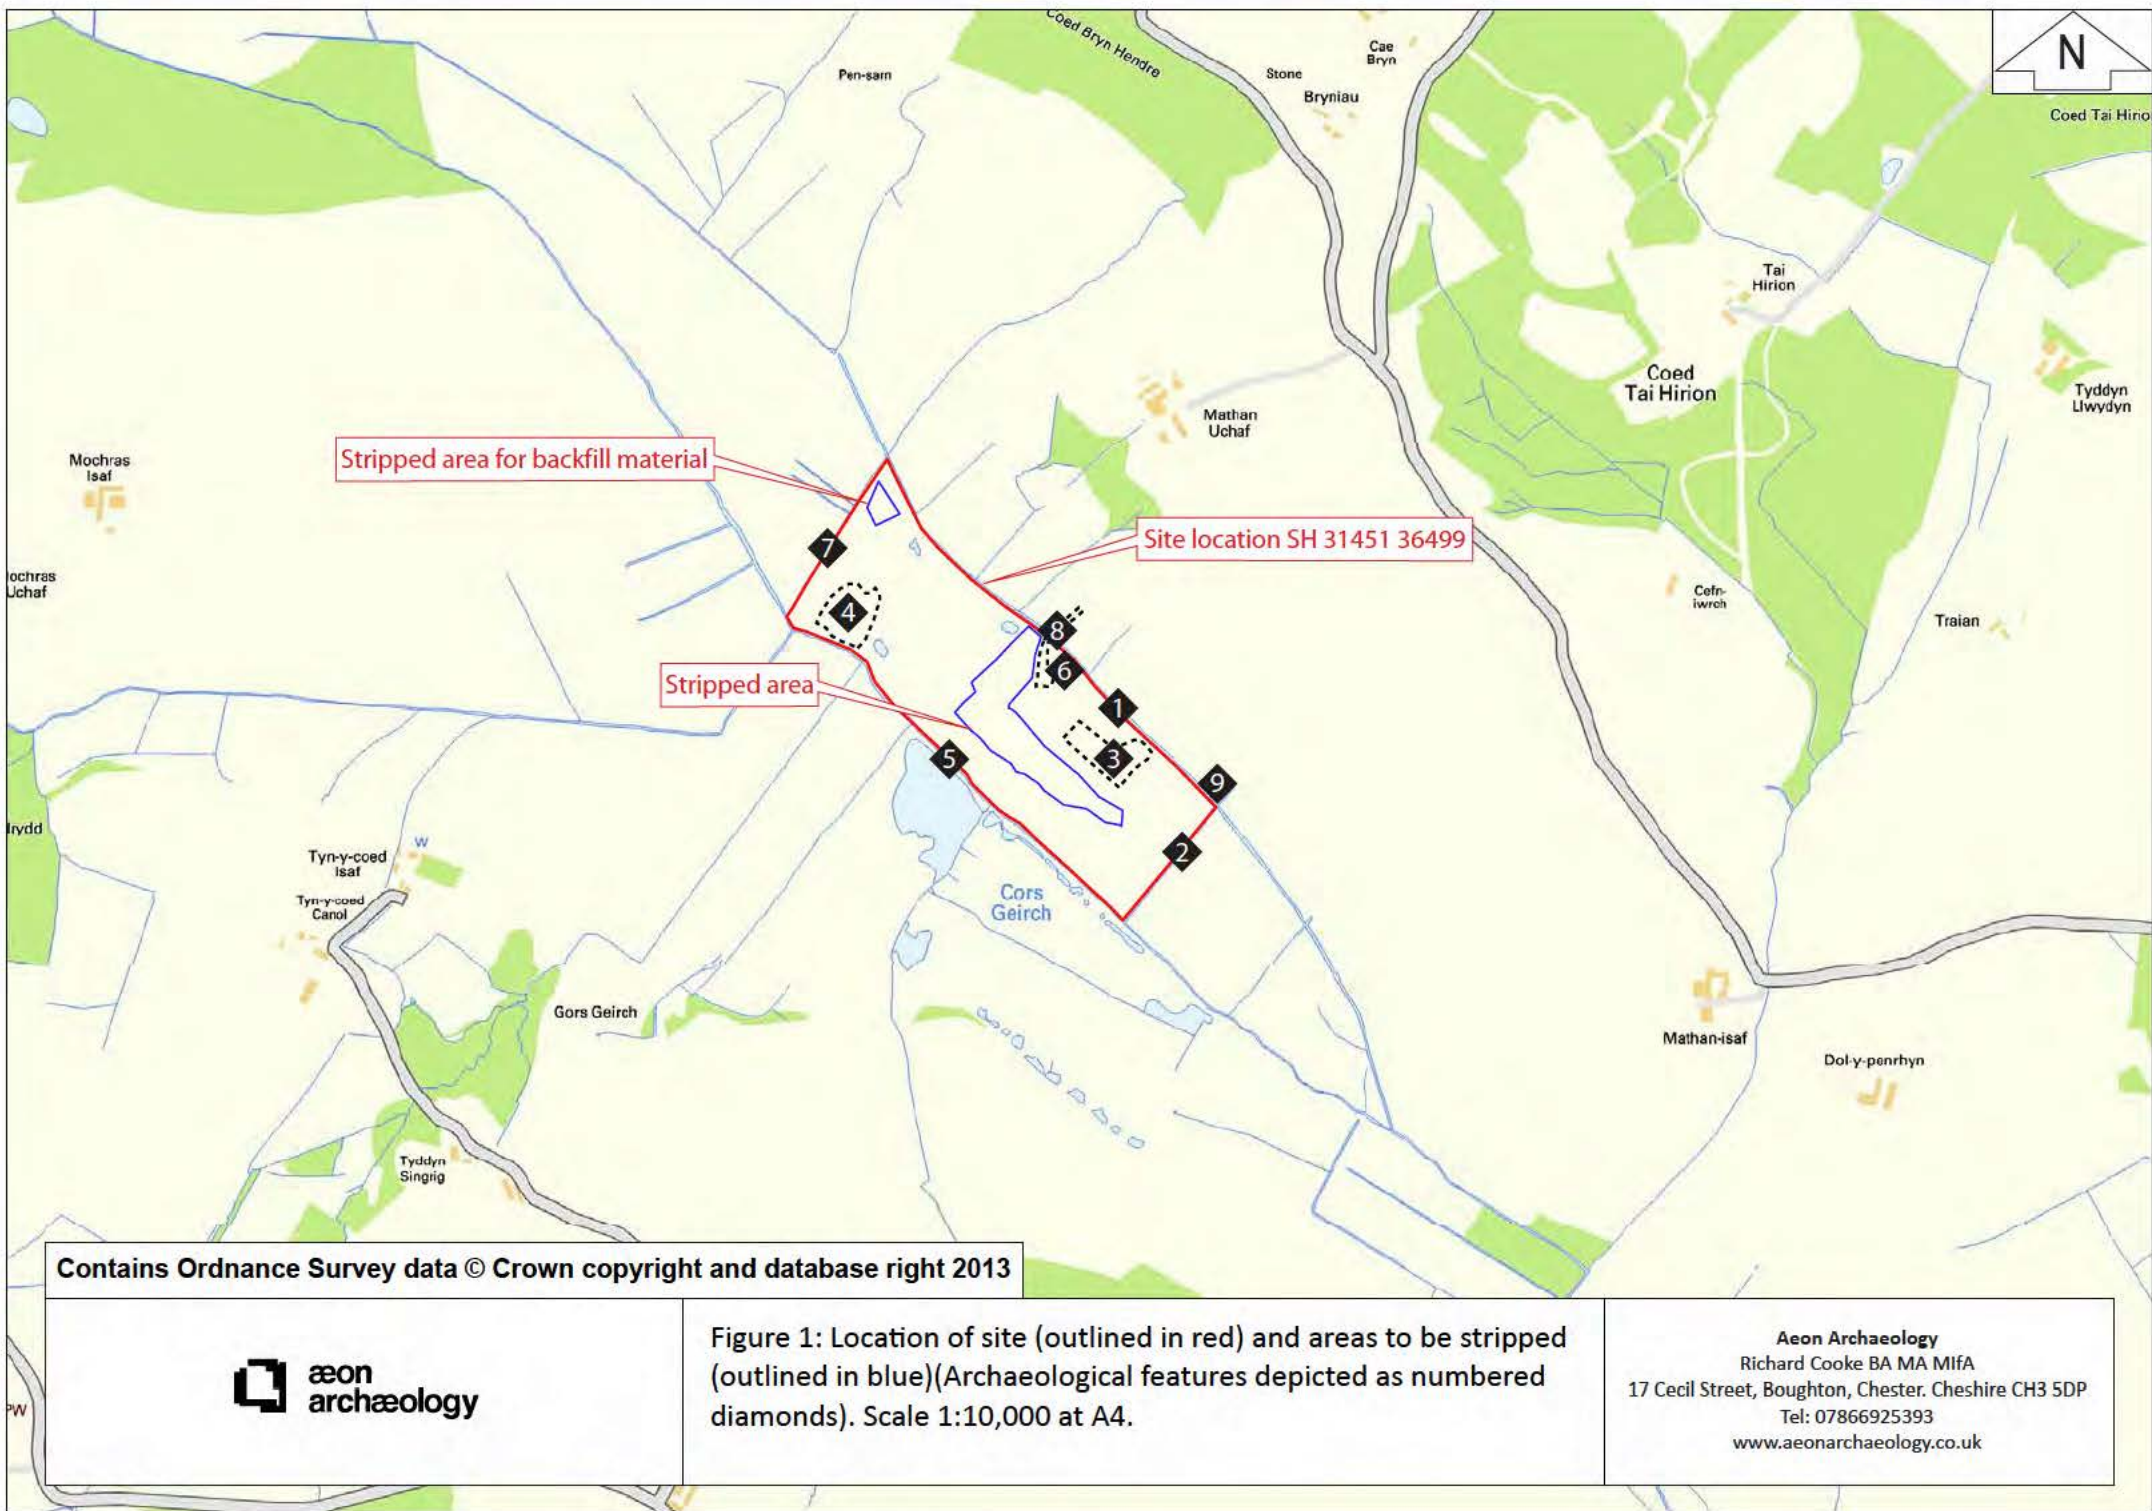 Coed Bryn Hendre
Pen-sarn
Cae
Bryn
Stone
Bryniau
N
Coed Tai Hirio
Tai
Hirion
Coed
Tai Hirion
Tyddyn
Llwydyn
Mathan
Uchaf
Mochras
Isaf
Stripped area for backfill material
Site location SH 31451 36499
ochras
Uchaf
7
4
8
6
1
3
9
5
2
Stripped area
Cefn-
iwrch
Traian
Cors
Geirch
W
Tyn-y-coed
Isaf
Tyn-y-coed
Canol
Gors Geirch
Mathan-isaf
Dol-y-penrhyn
Tyddyn
Singrig
Contains Ordnance Survey data © Crown copyright and database right 2013
æon
archæology
Figure 1: Location of site (outlined in red) and areas to be stripped
(outlined in blue)(Archaeological features depicted as numbered
diamonds). Scale 1:10,000 at A4.
Aeon Archaeology
Richard Cooke BA MA MIfA
17 Cecil Street, Boughton, Chester. Cheshire CH3 5DP
Tel: 07866925393
www.aeonarchaeology.co.uk